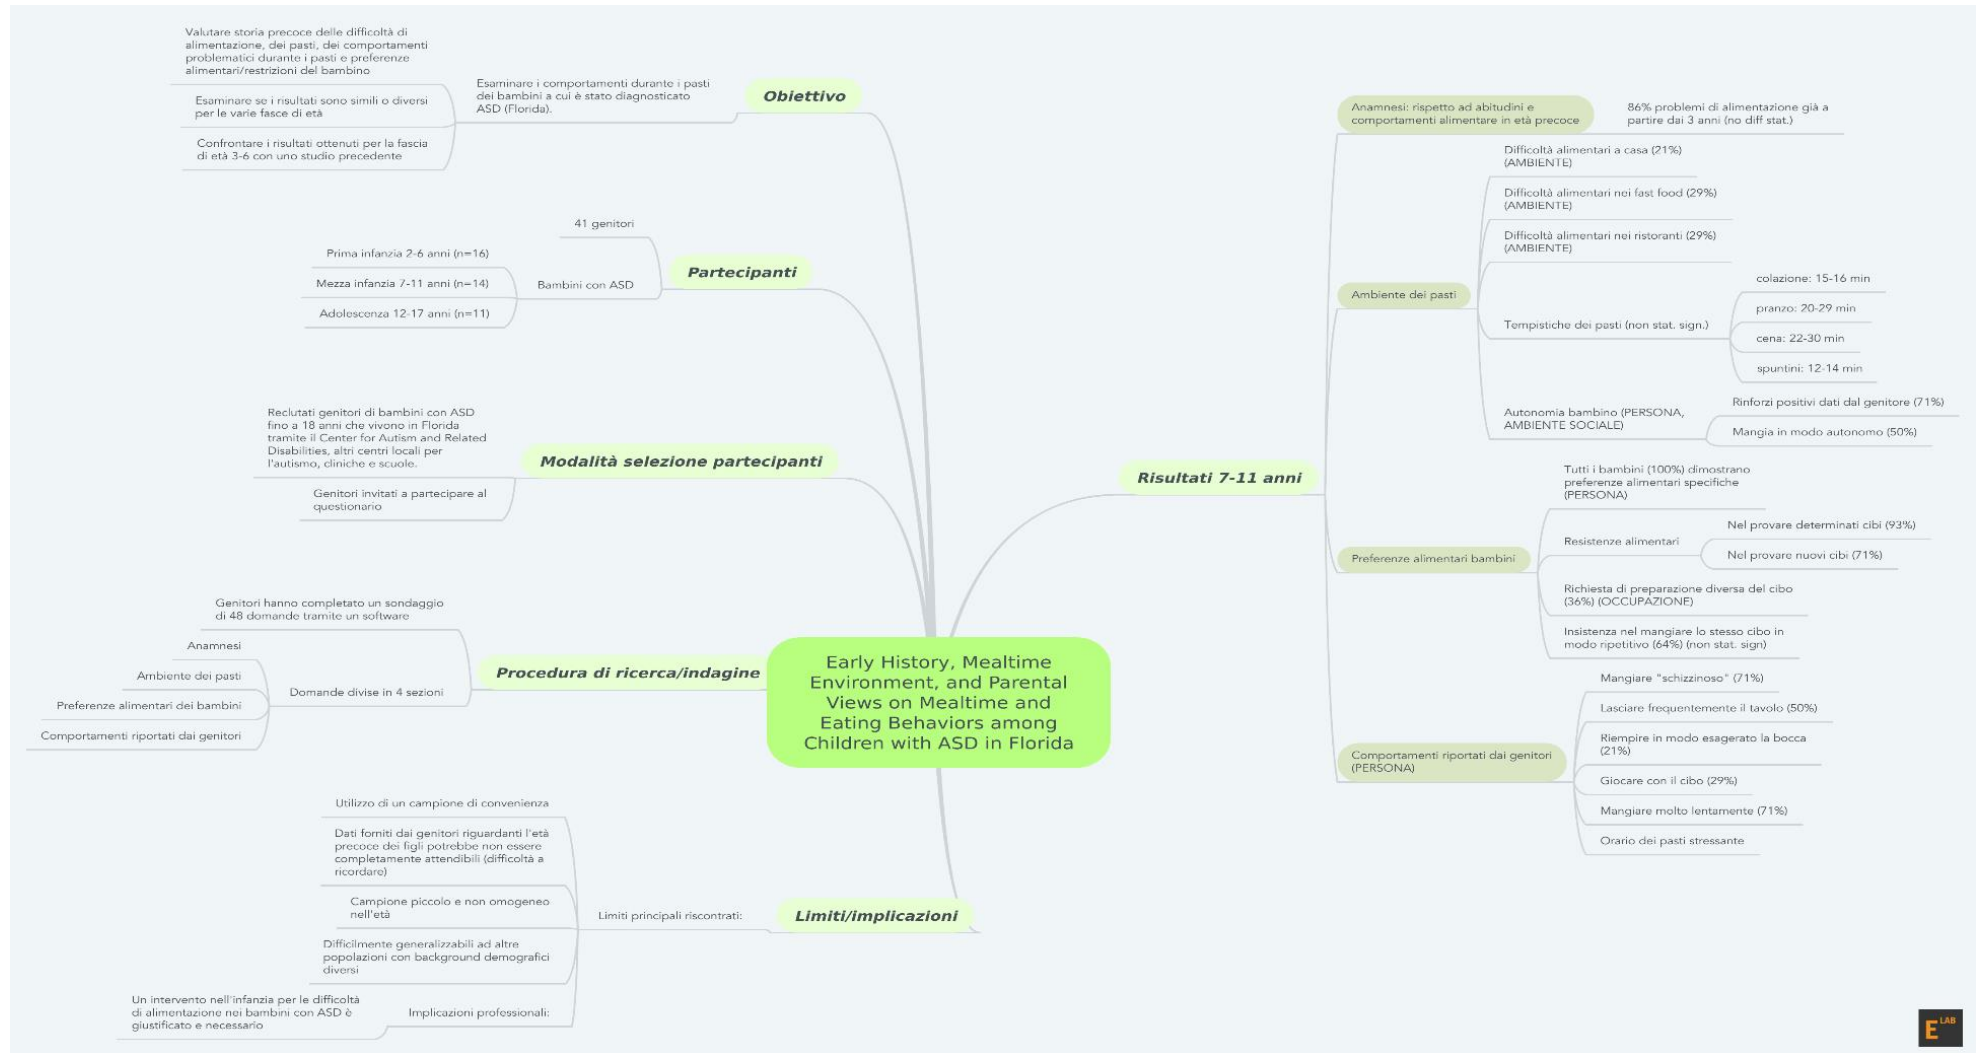 Early History, Mealtime
Environment, and Parental
Views on Mealtime and
Eating Behaviors among
Children with ASD in Florida
Obiettivo
Esaminare i comportamenti durante i pasti
dei bambini a cui è stato diagnosticato
ASD (Florida).
Valutare storia precoce delle difficoltà di
alimentazione, dei pasti, dei comportamenti
problematici durante i pasti e preferenze
alimentari/restrizioni del bambino
Esaminare se i risultati sono simili o diversi
per le varie fasce di età
Confrontare i risultati ottenuti per la fascia
di età 3-6 con uno studio precedente
Partecipanti
41 genitori
Bambini con ASD
Prima infanzia 2-6 anni (n=16)
Mezza infanzia 7-11 anni (n=14)
Adolescenza 12-17 anni (n=11)
Modalità selezione partecipanti
Reclutati genitori di bambini con ASD
fino a 18 anni che vivono in Florida
tramite il Center for Autism and Related
Disabilities, altri centri locali per
l'autismo, cliniche e scuole.
Genitori invitati a partecipare al
questionario
Procedura di ricerca/indagine
Genitori hanno completato un sondaggio
di 48 domande tramite un software
Domande divise in 4 sezioni
Anamnesi
Ambiente dei pasti
Preferenze alimentari dei bambini
Comportamenti riportati dai genitori
Limiti/implicazioni
Limiti principali riscontrati:
Utilizzo di un campione di convenienza
Dati forniti dai genitori riguardanti l'età
precoce dei figli potrebbe non essere
completamente attendibili (difficoltà a
ricordare)
Campione piccolo e non omogeneo
nell'età
Difficilmente generalizzabili ad altre
popolazioni con background demografici
diversi
Implicazioni professionali:
Un intervento nell'infanzia per le difficoltà
di alimentazione nei bambini con ASD è
giustificato e necessario
Risultati 7-11 anni
Anamnesi: rispetto ad abitudini e
comportamenti alimentare in età precoce
86% problemi di alimentazione già a
partire dai 3 anni (no diff stat.)
Ambiente dei pasti
Difficoltà alimentari a casa (21%)
(AMBIENTE)
Difficoltà alimentari nei fast food (29%)
(AMBIENTE)
Difficoltà alimentari nei ristoranti (29%)
(AMBIENTE)
Tempistiche dei pasti (non stat. sign.)
colazione: 15-16 min
pranzo: 20-29 min
cena: 22-30 min
spuntini: 12-14 min
Autonomia bambino (PERSONA,
AMBIENTE SOCIALE)
Rinforzi positivi dati dal genitore (71%)
Mangia in modo autonomo (50%)
Preferenze alimentari bambini
Tutti i bambini (100%) dimostrano
preferenze alimentari specifiche
(PERSONA)
Resistenze alimentari
Nel provare determinati cibi (93%)
Nel provare nuovi cibi (71%)
Richiesta di preparazione diversa del cibo
(36%) (OCCUPAZIONE)
Insistenza nel mangiare lo stesso cibo in
modo ripetitivo (64%) (non stat. sign)
Comportamenti riportati dai genitori
(PERSONA)
Mangiare "schizzinoso" (71%)
Lasciare frequentemente il tavolo (50%)
Riempire in modo esagerato la bocca
(21%)
Giocare con il cibo (29%)
Mangiare molto lentamente (71%)
Orario dei pasti stressante
E LAB